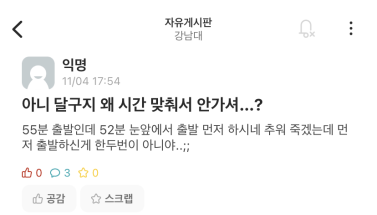 자유게시판
강남대
익명
11/04 17:54
아니 달구지 왜 시간 맞춰서 안가셔...?
55분 출발인데 52분 눈앞에서 출발 먼저 하시네 추워 죽겠는데 먼
저 출발하신게 한두번이 아니야..;;
0 3 0
공감 스크랩